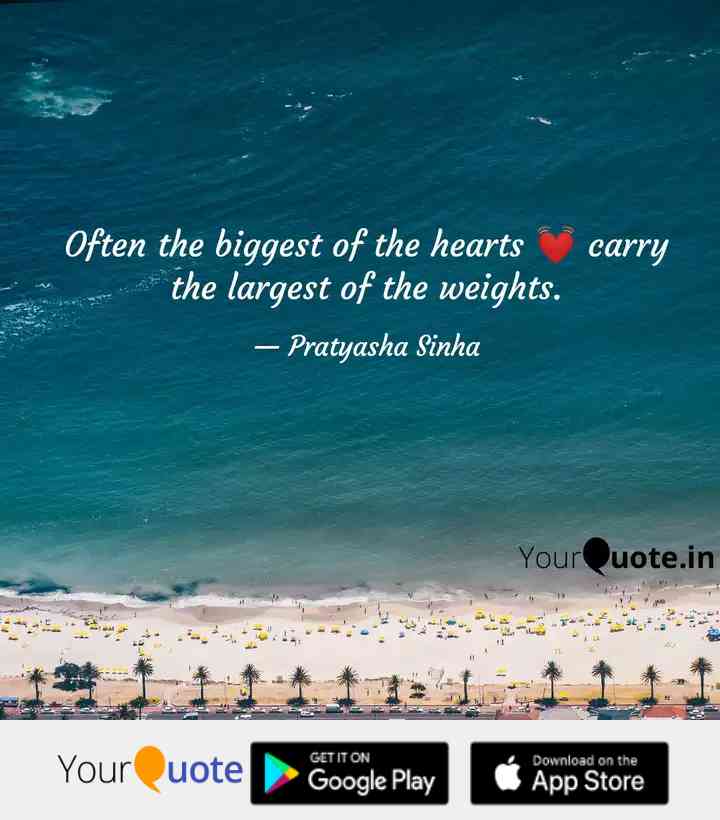 Often the biggest of the hearts 💓 carry
the largest of the weights.
— Pratyasha Sinha
YourQuote.in
YourQuote
GET IT ON
Google Play
Download on the
App Store